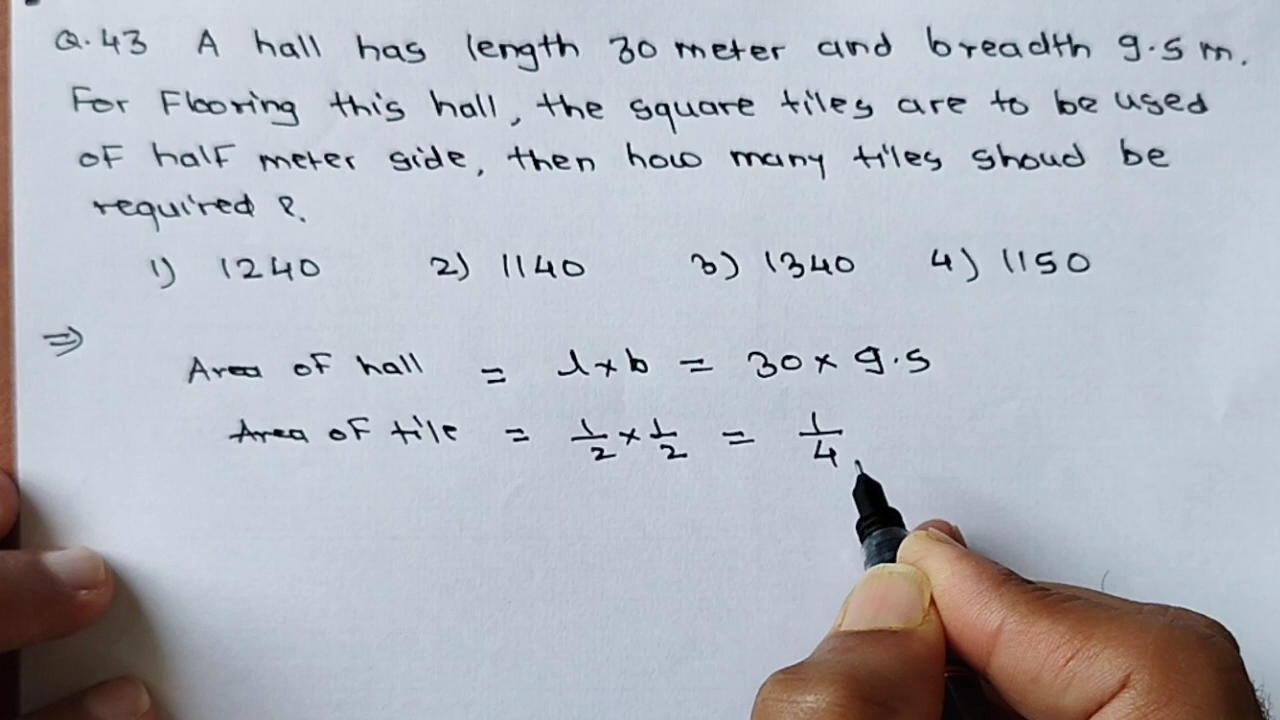 Q.43 A hall has length 30 meter and breadth 9.5 m.
For Flooring this hall, the square tiles are to be used
of half meter side, then how many tiles shoud be
required ?.
1) 1240 2) 1140 3) 1340 4) 1150
⇒ Area of hall = l × b = 30 × 9.5
Area of tile = 1/2 × 1/2 = 1/4